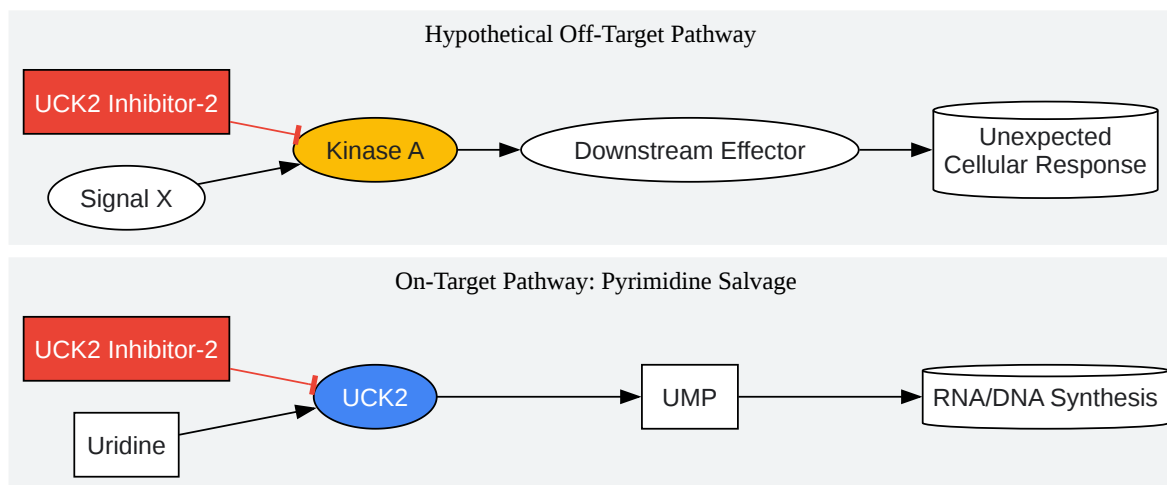 Hypothetical Off-Target Pathway
UCK2 Inhibitor-2
Signal X
Kinase A
Downstream Effector
Unexpected
Cellular Response
On-Target Pathway: Pyrimidine Salvage
UCK2 Inhibitor-2
Uridine
UCK2
UMP
RNA/DNA Synthesis